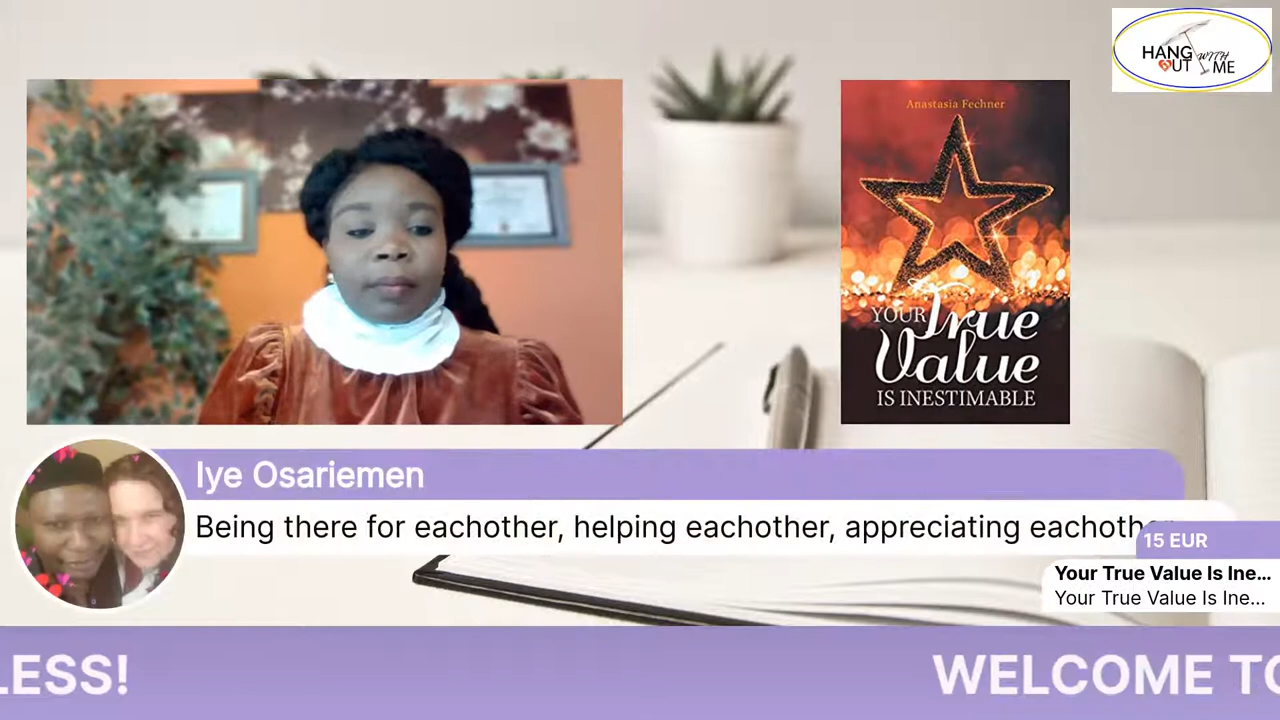 HANG
WITH
OUT
ME
Anastasia Fechner
YOUR True
Value
IS INESTIMABLE
Iye Osariemen
Being there for eachother, helping eachother, appreciating eachother
15 EUR
Your True Value Is Ine...
Your True Value Is Ine...
LESS!
WELCOME TO